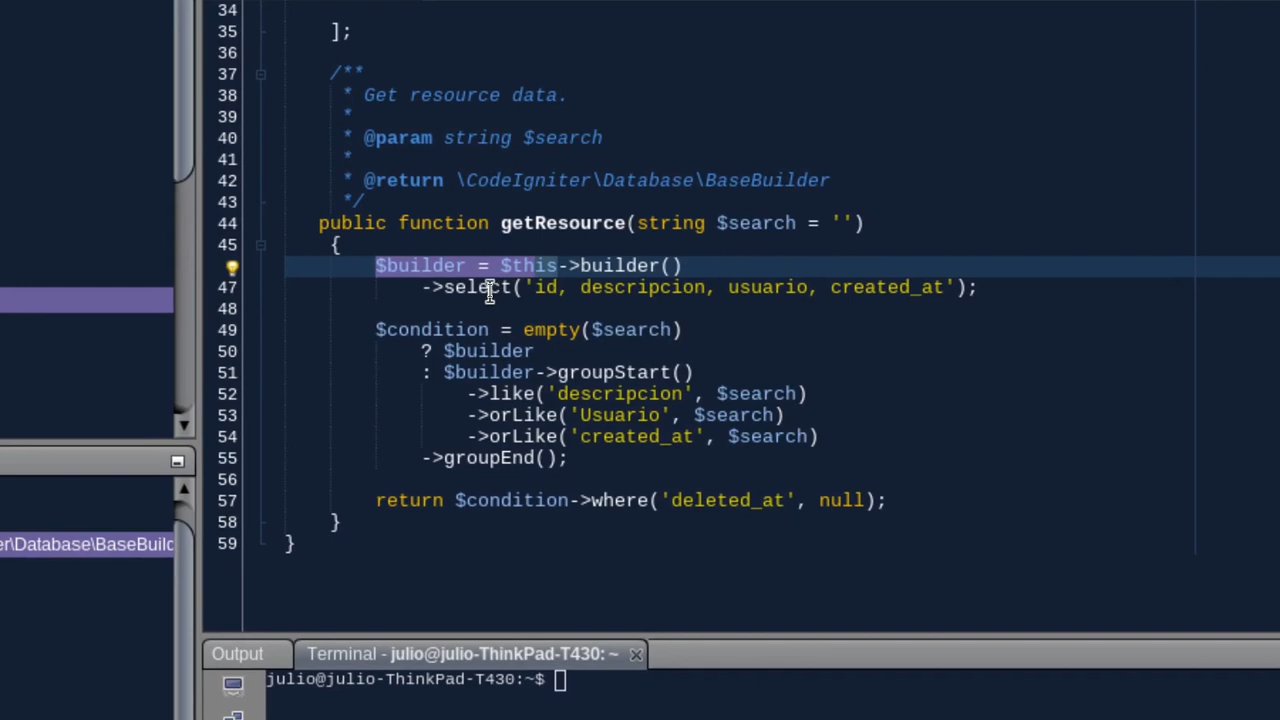 34
35 ];
36
37 /**
38 * Get resource data.
39 *
40 * @param string $search
41 *
42 * @return \CodeIgniter\Database\BaseBuilder
43 */
44 public function getResource(string $search = '')
45 {
$builder = $this->builder()
47 ->select('id, descripcion, usuario, created_at');
48
49 $condition = empty($search)
50 ? $builder
51 : $builder->groupStart()
52 ->like('descripcion', $search)
53 ->orLike('Usuario', $search)
54 ->orLike('created_at', $search)
55 ->groupEnd();
56
57 return $condition->where('deleted_at', null);
58 }
59 }
er\Database\BaseBuild
Output Terminal - julio@julio-ThinkPad-T430: ~
julio@julio-ThinkPad-T430:~$